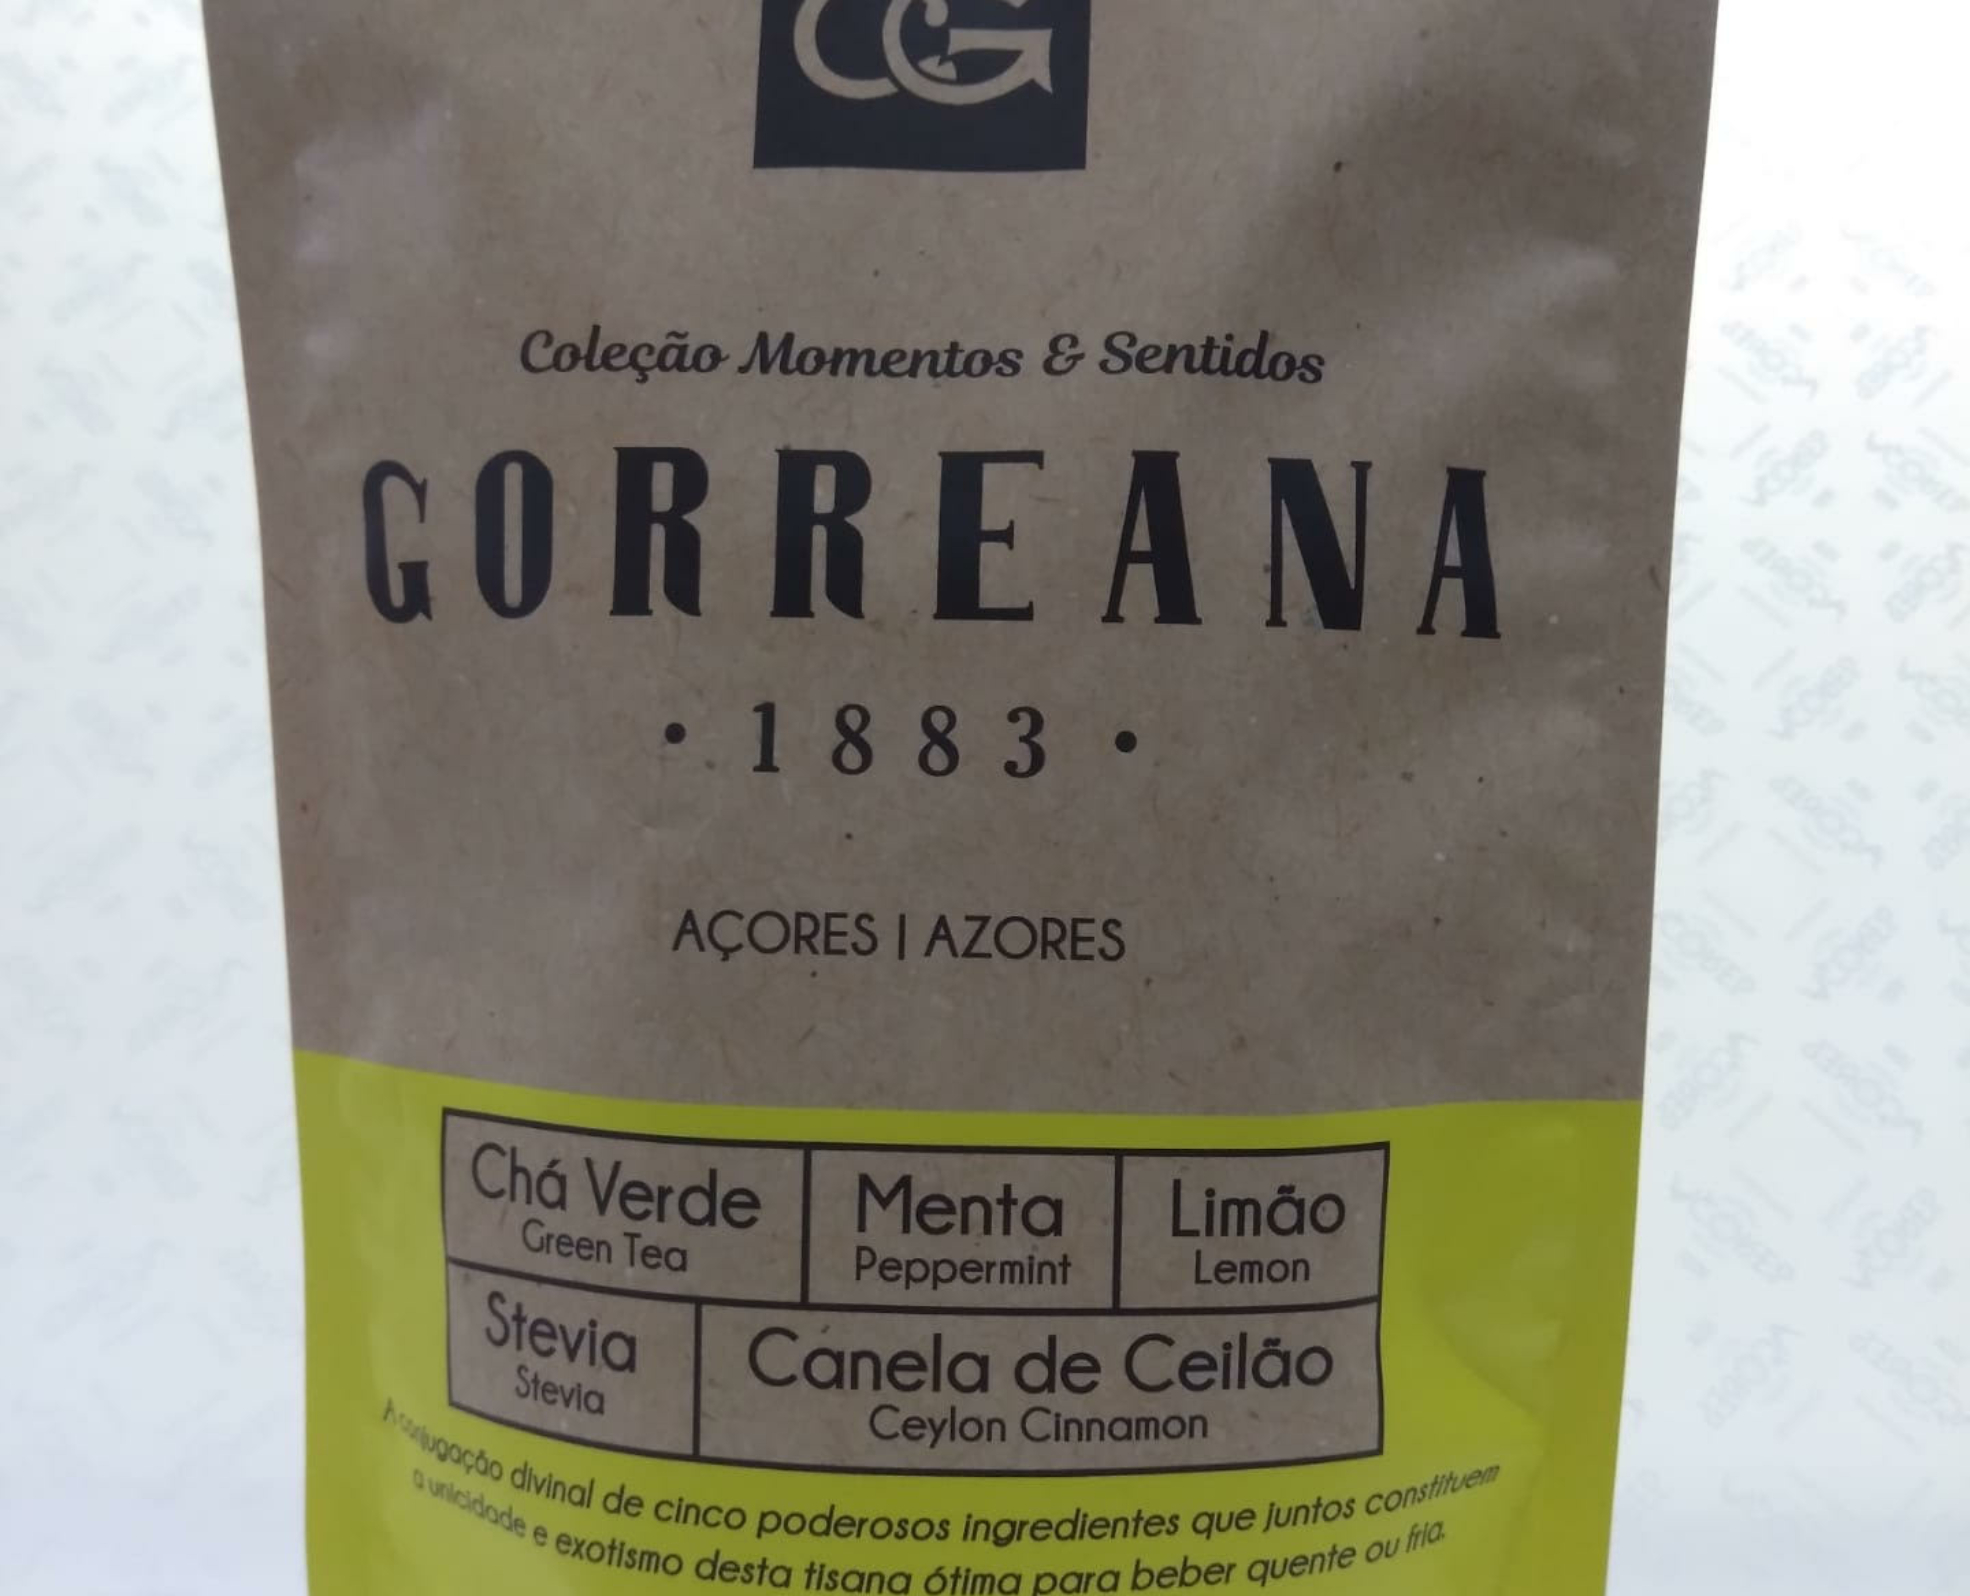 CG
Coleção Momentos & Sentidos
GORREANA
· 1883 ·
AÇORES | AZORES
Chá Verde
Green Tea
Menta
Peppermint
Limão
Lemon
Stevia
Stevia
Canela de Ceilão
Ceylon Cinnamon
A conjugação divinal de cinco poderosos ingredientes que juntos constituem
a unicidade e exotismo desta tisana ótima para beber quente ou fria.